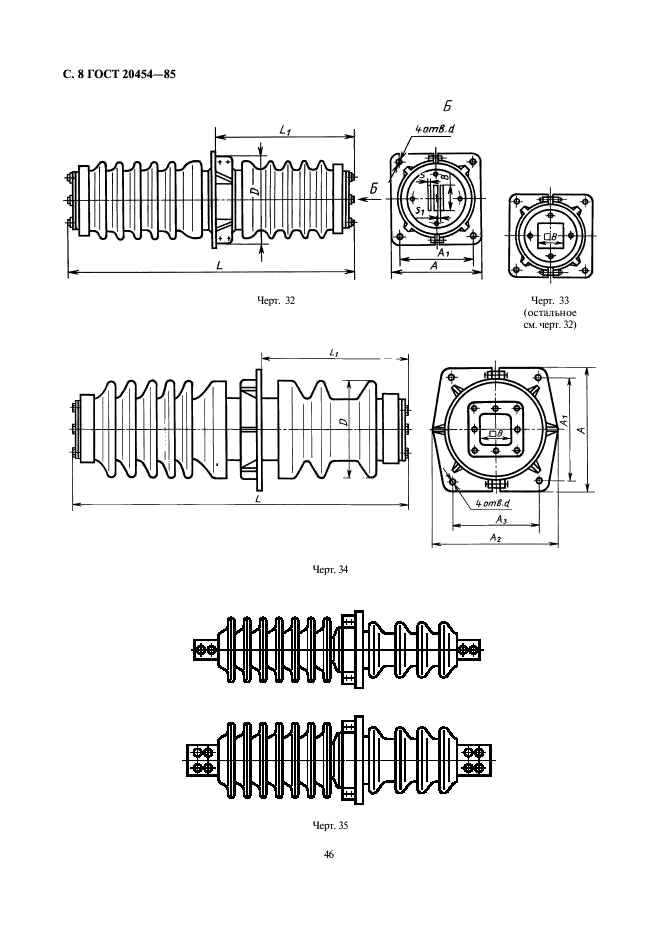 С. 8 ГОСТ 20454—85
Б
4 отв. d
L₁
D
Б
S
B
S₁
A₁
A
L
□B
Черт. 32
Черт. 33
(остальное
см. черт. 32)
L₁
D
L
□B
A₁
A
4 отв. d
A₃
A₂
Черт. 34
Черт. 35
46